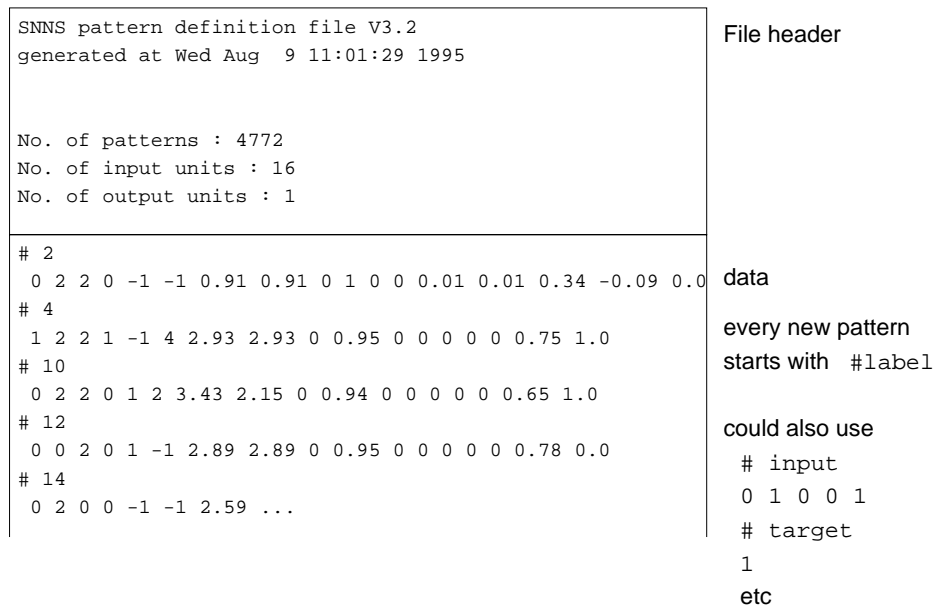 SNNS pattern definition file V3.2
generated at Wed Aug  9 11:01:29 1995
No. of patterns : 4772
No. of input units : 16
No. of output units : 1
# 2
0 2 2 0 -1 -1 0.91 0.91 0 1 0 0 0.01 0.01 0.34 -0.09 0.0
# 4
1 2 2 1 -1 4 2.93 2.93 0 0.95 0 0 0 0 0 0.75 1.0
# 10
0 2 2 0 1 2 3.43 2.15 0 0.94 0 0 0 0 0 0.65 1.0
# 12
0 0 2 0 1 -1 2.89 2.89 0 0.95 0 0 0 0 0 0.78 0.0
# 14
0 2 0 0 -1 -1 2.59 ...
File header
data
every new pattern
starts with #label
could also use
# input
0 1 0 0 1
# target
1
etc